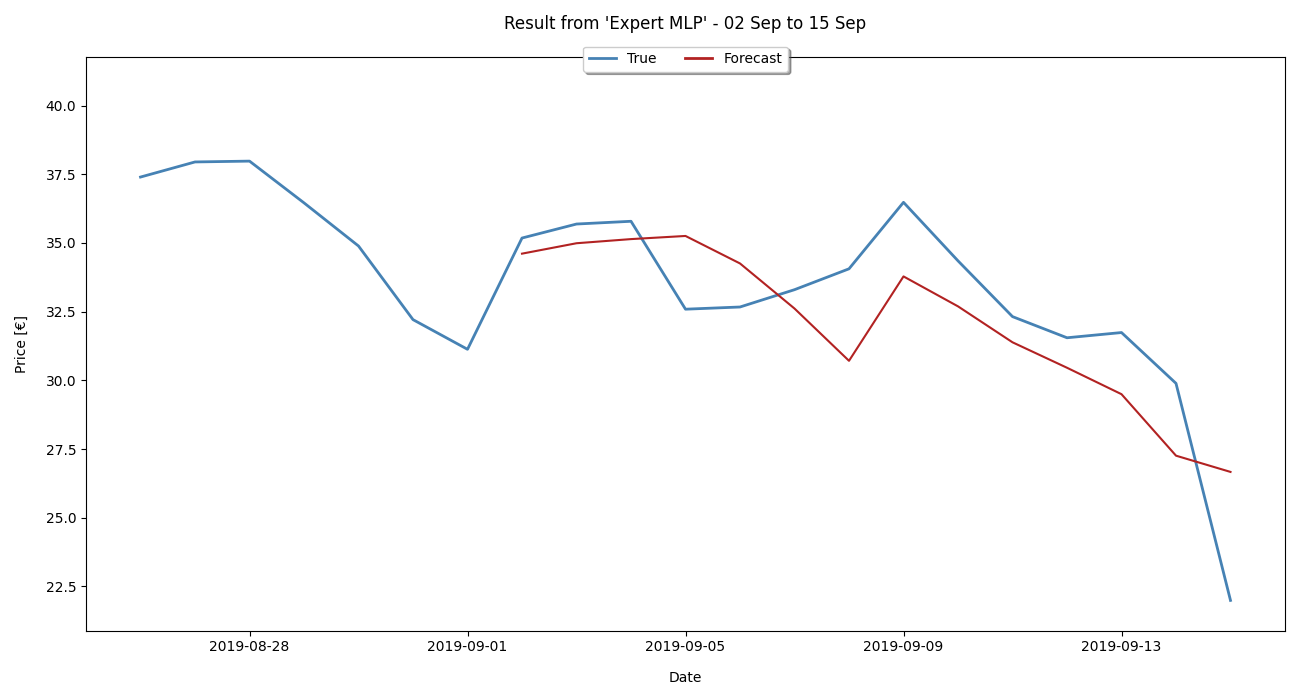 Result from 'Expert MLP' - 02 Sep to 15 Sep
True Forecast
40.0
37.5
35.0
32.5
30.0
27.5
25.0
22.5
Price [€]
2019-08-28 2019-09-01 2019-09-05 2019-09-09 2019-09-13
Date